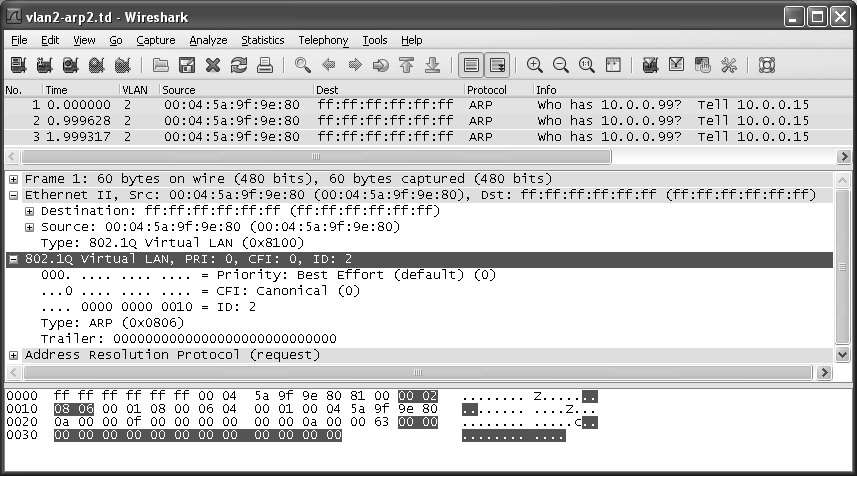 vlan2-arp2.td - Wireshark
File Edit View Go Capture Analyze Statistics Telephony Tools Help
No. Time VLAN Source Dest Protocol Info
1 0.000000 2 00:04:5a:9f:9e:80 ff:ff:ff:ff:ff:ff ARP Who has 10.0.0.99? Tell 10.0.0.15
2 0.999628 2 00:04:5a:9f:9e:80 ff:ff:ff:ff:ff:ff ARP Who has 10.0.0.99? Tell 10.0.0.15
3 1.999317 2 00:04:5a:9f:9e:80 ff:ff:ff:ff:ff:ff ARP Who has 10.0.0.99? Tell 10.0.0.15
Frame 1: 60 bytes on wire (480 bits), 60 bytes captured (480 bits)
Ethernet II, Src: 00:04:5a:9f:9e:80 (00:04:5a:9f:9e:80), Dst: ff:ff:ff:ff:ff:ff (ff:ff:ff:ff:ff:ff)
Destination: ff:ff:ff:ff:ff:ff (ff:ff:ff:ff:ff:ff)
Source: 00:04:5a:9f:9e:80 (00:04:5a:9f:9e:80)
Type: 802.1Q Virtual LAN (0x8100)
802.1Q Virtual LAN, PRI: 0, CFI: 0, ID: 2
000. .... .... .... = Priority: Best Effort (default) (0)
...0 .... .... .... = CFI: Canonical (0)
.... 0000 0000 0010 = ID: 2
Type: ARP (0x0806)
Trailer: 0000000000000000000000000000
Address Resolution Protocol (request)
0000 ff ff ff ff ff ff 00 04 5a 9f 9e 80 81 00 00 02 ........ Z.......
0010 08 06 00 01 08 00 06 04 00 01 00 04 5a 9f 9e 80 ........ ....Z...
0020 0a 00 00 0f 00 00 00 00 00 00 0a 00 00 63 00 00 ........ .....c..
0030 00 00 00 00 00 00 00 00 00 00 00 00 ........ ....